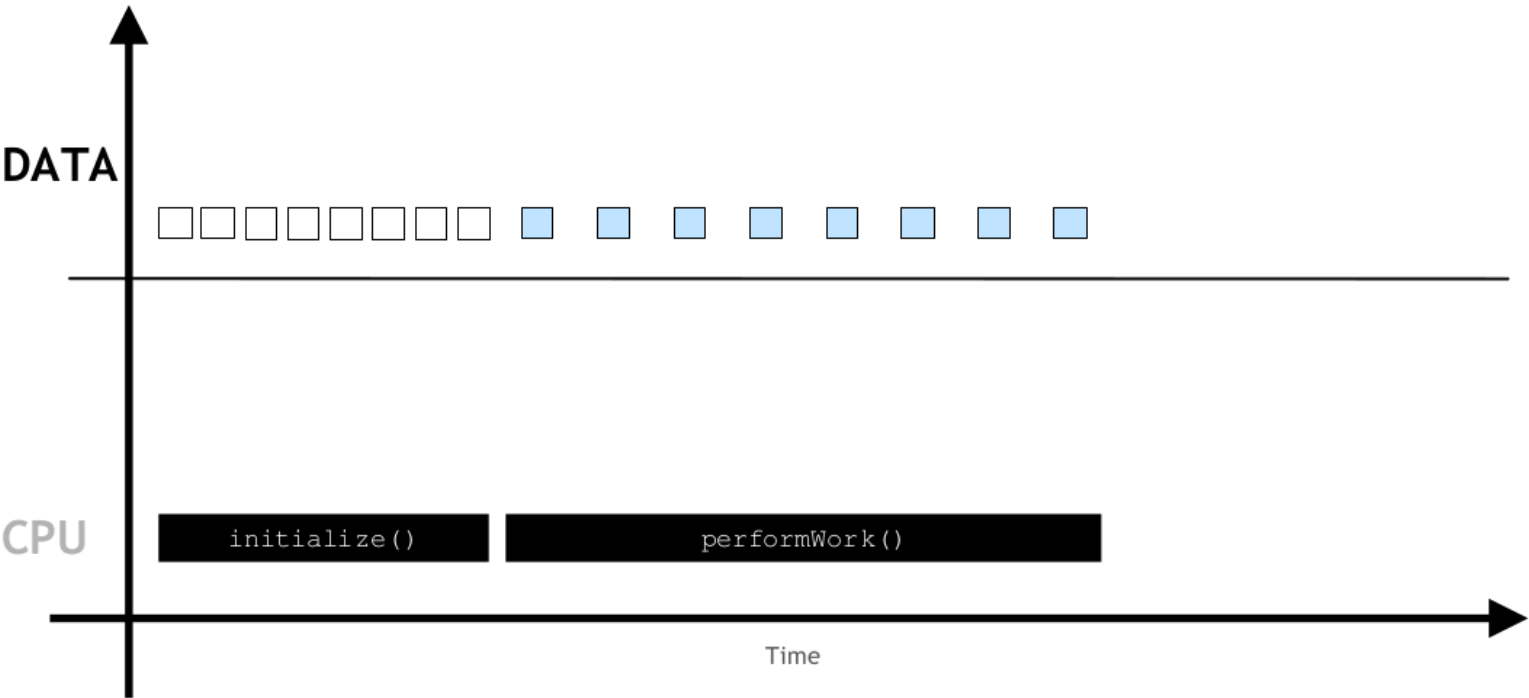 DATA
CPU
initialize()
performWork()
Time